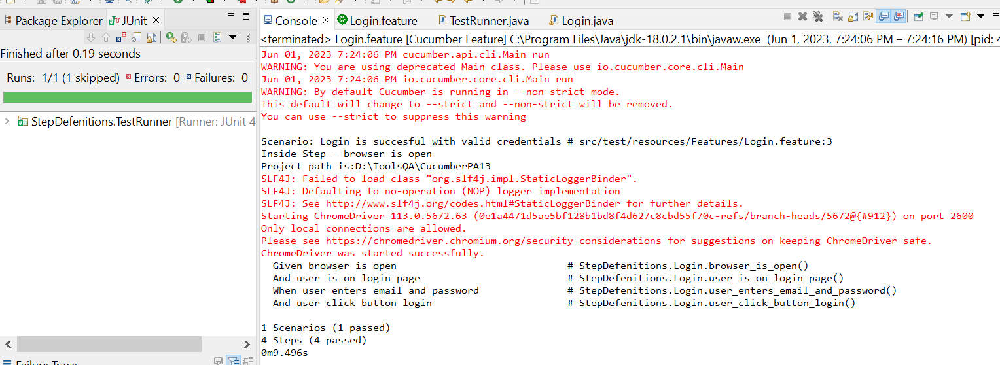 Package Explorer JUnit
Finished after 0.19 seconds
Runs: 1/1 (1 skipped) Errors: 0 Failures: 0
StepDefenitions.TestRunner [Runner: JUnit 4
Failure Trace
Console Login.feature TestRunner.java Login.java
<terminated> Login.feature [Cucumber Feature] C:\Program Files\Java\jdk-18.0.2.1\bin\javaw.exe (Jun 1, 2023, 7:24:06 PM – 7:24:16 PM) [pid: 4
Jun 01, 2023 7:24:06 PM cucumber.api.cli.Main run
WARNING: You are using deprecated Main class. Please use io.cucumber.core.cli.Main
Jun 01, 2023 7:24:06 PM io.cucumber.core.cli.Main run
WARNING: By default Cucumber is running in --non-strict mode.
This default will change to --strict and --non-strict will be removed.
You can use --strict to suppress this warning
Scenario: Login is succesful with valid credentials # src/test/resources/Features/Login.feature:3
Inside Step - browser is open
Project path is:D:\ToolsQA\CucumberPA13
SLF4J: Failed to load class "org.slf4j.impl.StaticLoggerBinder".
SLF4J: Defaulting to no-operation (NOP) logger implementation
SLF4J: See http://www.slf4j.org/codes.html#StaticLoggerBinder for further details.
Starting ChromeDriver 113.0.5672.63 (0e1a4471d5ae5bf128b1bd8f4d627c8cbd55f70c-refs/branch-heads/5672@{#912}) on port 2600
Only local connections are allowed.
Please see https://chromedriver.chromium.org/security-considerations for suggestions on keeping ChromeDriver safe.
ChromeDriver was started successfully.
Given browser is open # StepDefenitions.Login.browser_is_open()
And user is on login page # StepDefenitions.Login.user_is_on_login_page()
When user enters email and password # StepDefenitions.Login.user_enters_email_and_password()
And user click button login # StepDefenitions.Login.user_click_button_login()
1 Scenarios (1 passed)
4 Steps (4 passed)
0m9.496s